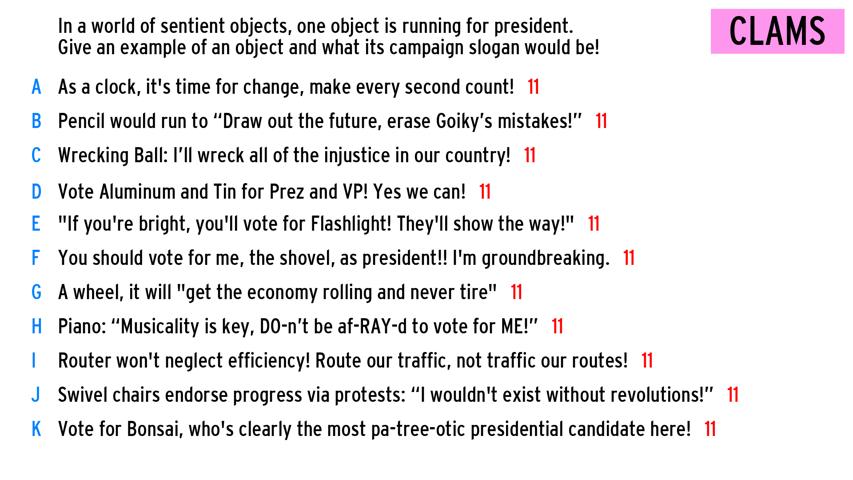 In a world of sentient objects, one object is running for president.
Give an example of an object and what its campaign slogan would be!
CLAMS
A As a clock, it's time for change, make every second count! 11
B Pencil would run to “Draw out the future, erase Goiky’s mistakes!” 11
C Wrecking Ball: I’ll wreck all of the injustice in our country! 11
D Vote Aluminum and Tin for Prez and VP! Yes we can! 11
E "If you're bright, you'll vote for Flashlight! They'll show the way!" 11
F You should vote for me, the shovel, as president!! I'm groundbreaking. 11
G A wheel, it will "get the economy rolling and never tire" 11
H Piano: “Musicality is key, DO-n’t be af-RAY-d to vote for ME!” 11
I Router won't neglect efficiency! Route our traffic, not traffic our routes! 11
J Swivel chairs endorse progress via protests: “I wouldn't exist without revolutions!” 11
K Vote for Bonsai, who's clearly the most pa-tree-otic presidential candidate here! 11